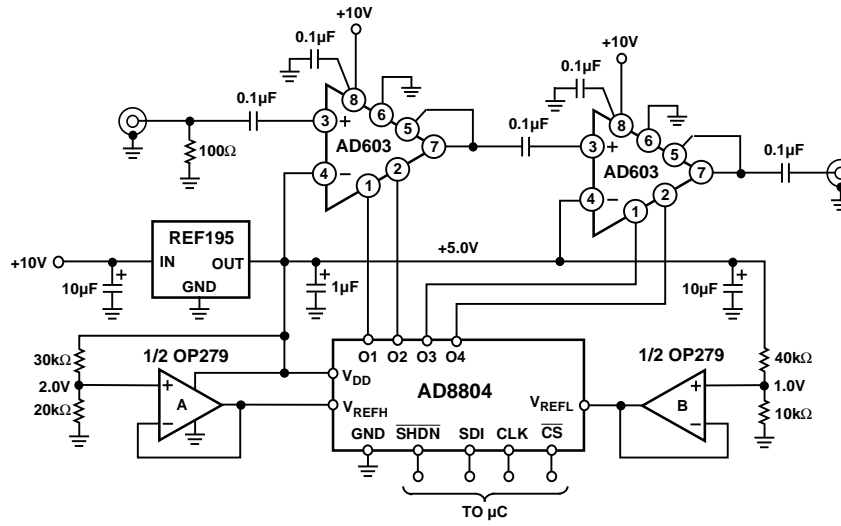 +10V
+10V
0.1µF
0.1µF
0.1µF
8
6
5
3
+
7
AD603
2
4
–
1
0.1µF
8
6
5
3
+
7
AD603
2
4
–
1
0.1µF
100Ω
REF195
+10V
IN
OUT
GND
+5.0V
10µF
+
+
1µF
10µF
+
30kΩ
1/2 OP279
2.0V
20kΩ
+
–
A
O1 O2 O3 O4
VDD
AD8804
VREFH
VREFL
GND SHDN SDI CLK CS
TO µC
1/2 OP279
40kΩ
+
–
B
1.0V
10kΩ